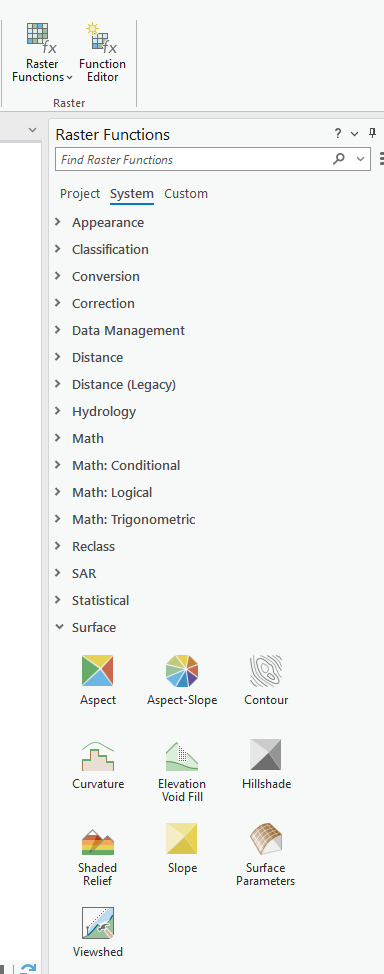 Raster Functions
Function Editor
Raster
Raster Functions
?
Find Raster Functions
Project System Custom
Appearance
Classification
Conversion
Correction
Data Management
Distance
Distance (Legacy)
Hydrology
Math
Math: Conditional
Math: Logical
Math: Trigonometric
Reclass
SAR
Statistical
Surface
Aspect
Aspect-Slope
Contour
Curvature
Elevation
Void Fill
Hillshade
Shaded
Relief
Slope
Surface
Parameters
Viewshed